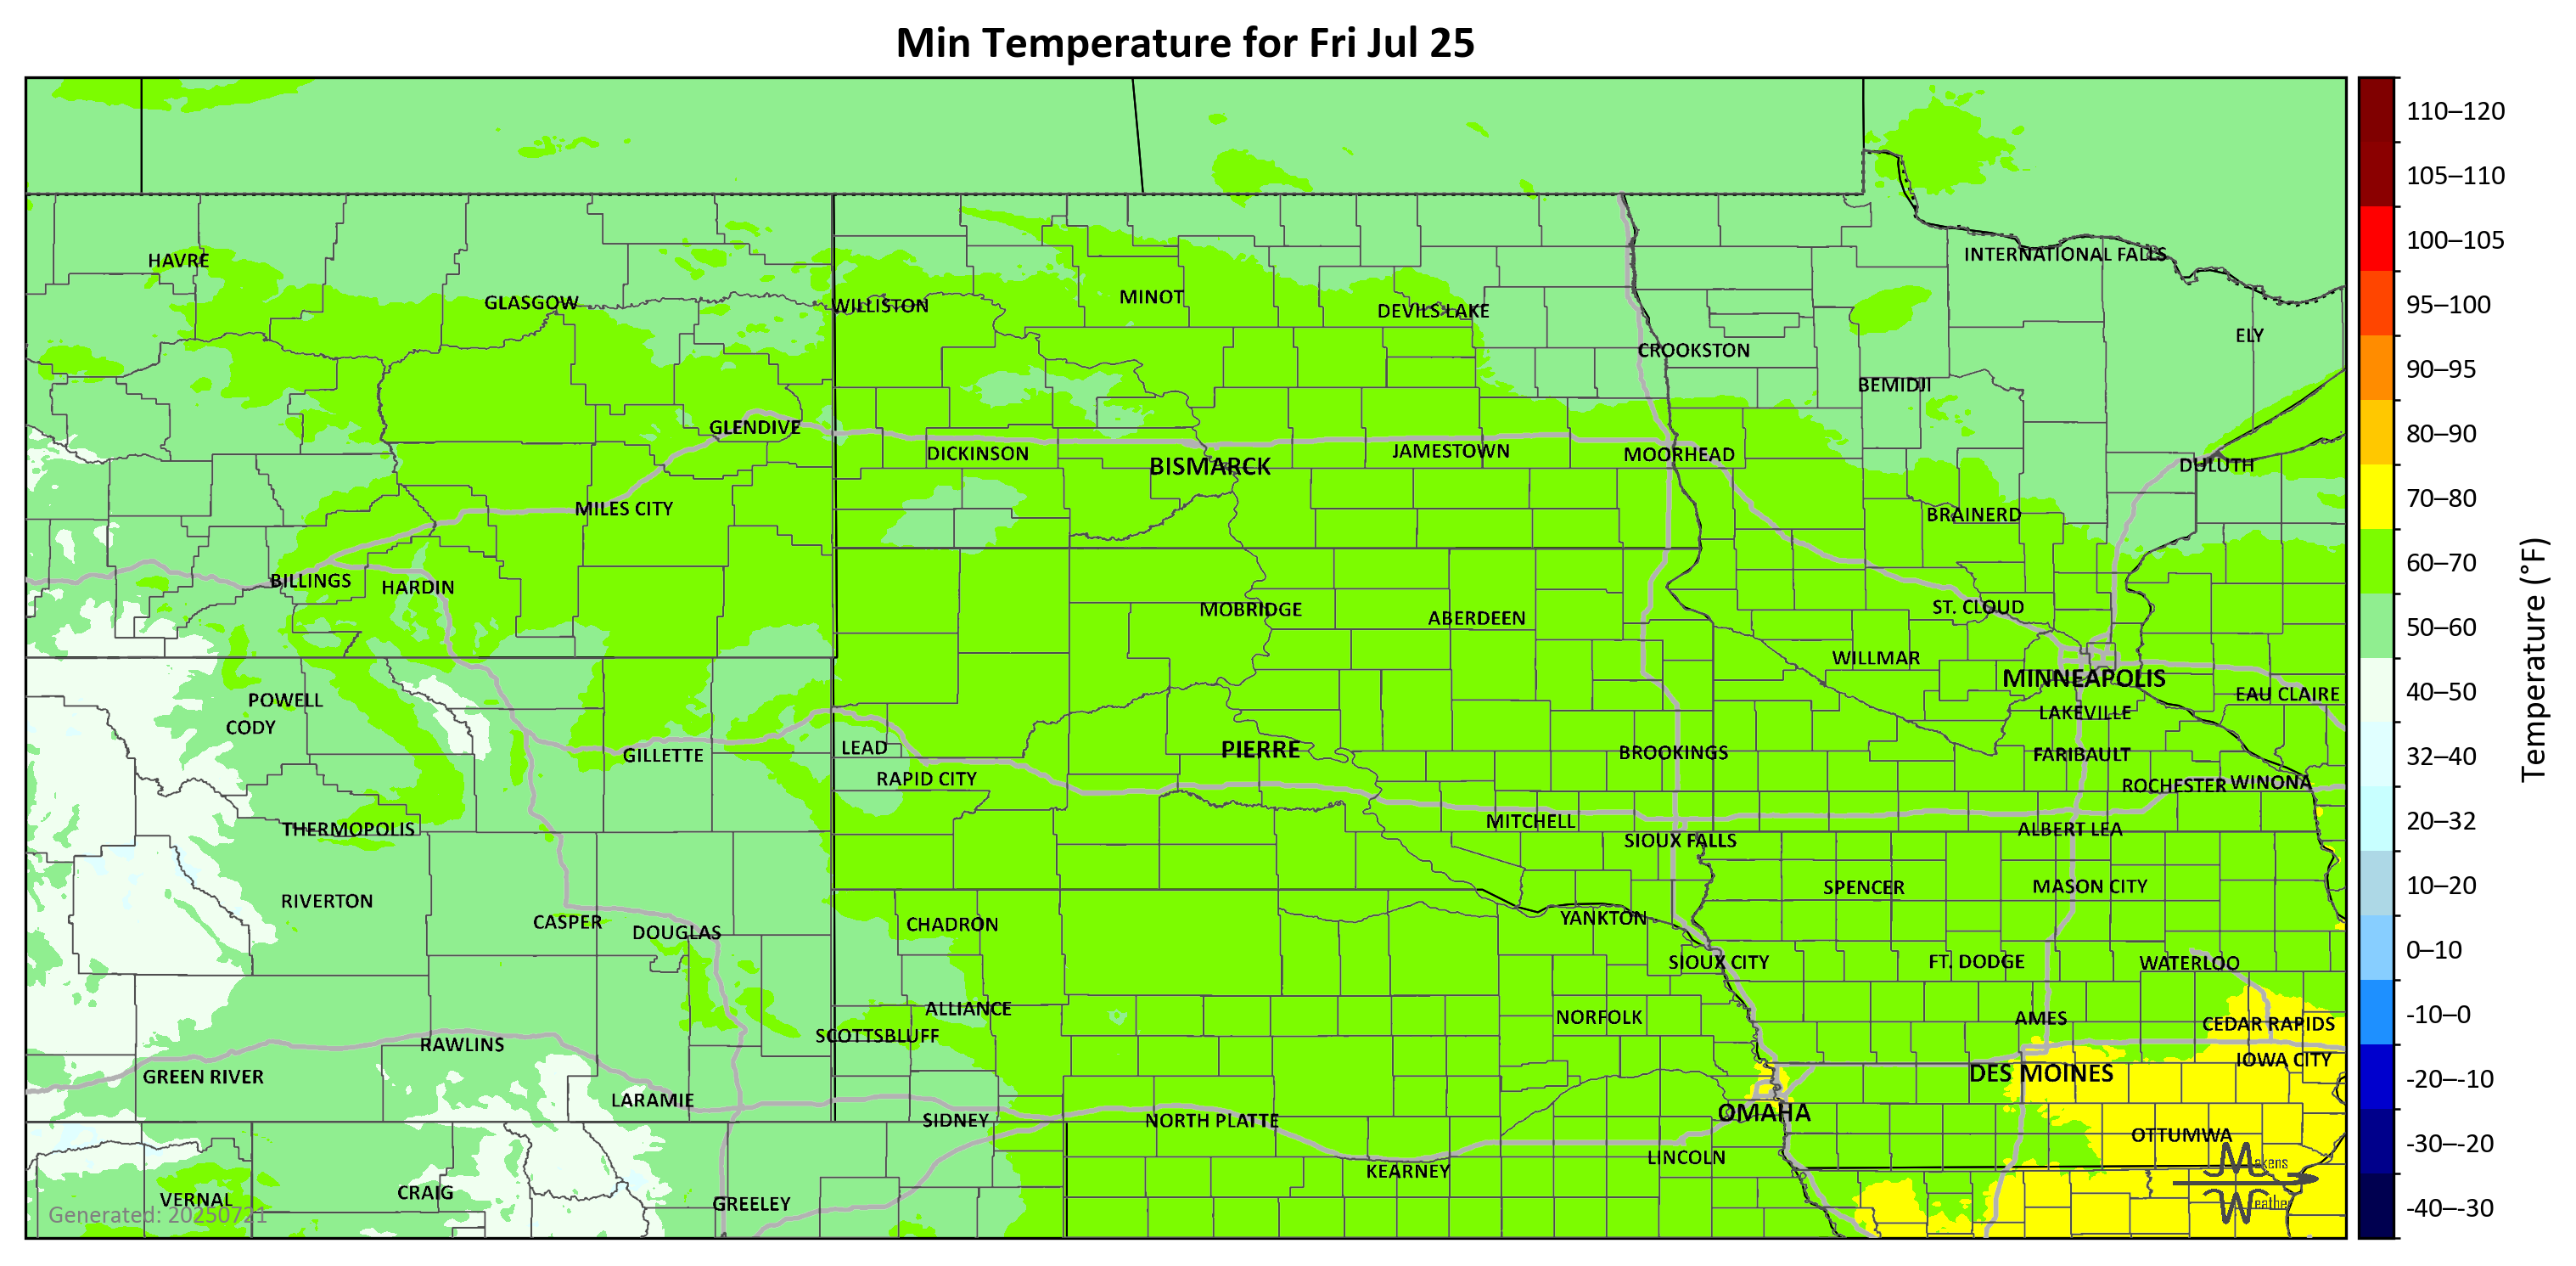 Min Temperature for Fri Jul 25
110–120
105–110
100–105
95–100
90–95
80–90
70–80
60–70
50–60
40–50
32–40
20–32
10–20
0–10
-10–0
-20–-10
-30–-20
-40–-30
Temperature (°F)
HAVRE
INTERNATIONAL FALLS
GLASGOW
WILLISTON
MINOT
DEVILS LAKE
ELY
CROOKSTON
BEMIDJI
GLENDIVE
DICKINSON
BISMARCK
JAMESTOWN
MOORHEAD
DULUTH
MILES CITY
BRAINERD
BILLINGS
HARDIN
MOBRIDGE
ABERDEEN
ST. CLOUD
WILLMAR
MINNEAPOLIS
POWELL
EAU CLAIRE
CODY
LAKEVILLE
GILLETTE
LEAD
PIERRE
BROOKINGS
FARIBAULT
RAPID CITY
ROCHESTER
WINONA
THERMOPOLIS
MITCHELL
SIOUX FALLS
ALBERT LEA
RIVERTON
SPENCER
MASON CITY
CASPER
DOUGLAS
CHADRON
YANKTON
SIOUX CITY
FT. DODGE
WATERLOO
ALLIANCE
SCOTTSBLUFF
NORFOLK
AMES
CEDAR RAPIDS
RAWLINS
IOWA CITY
GREEN RIVER
DES MOINES
LARAMIE
SIDNEY
NORTH PLATTE
OMAHA
OTTUMWA
LINCOLN
KEARNEY
VERNAL
CRAIG
GREELEY
Makens
Weather
Generated: 20250721